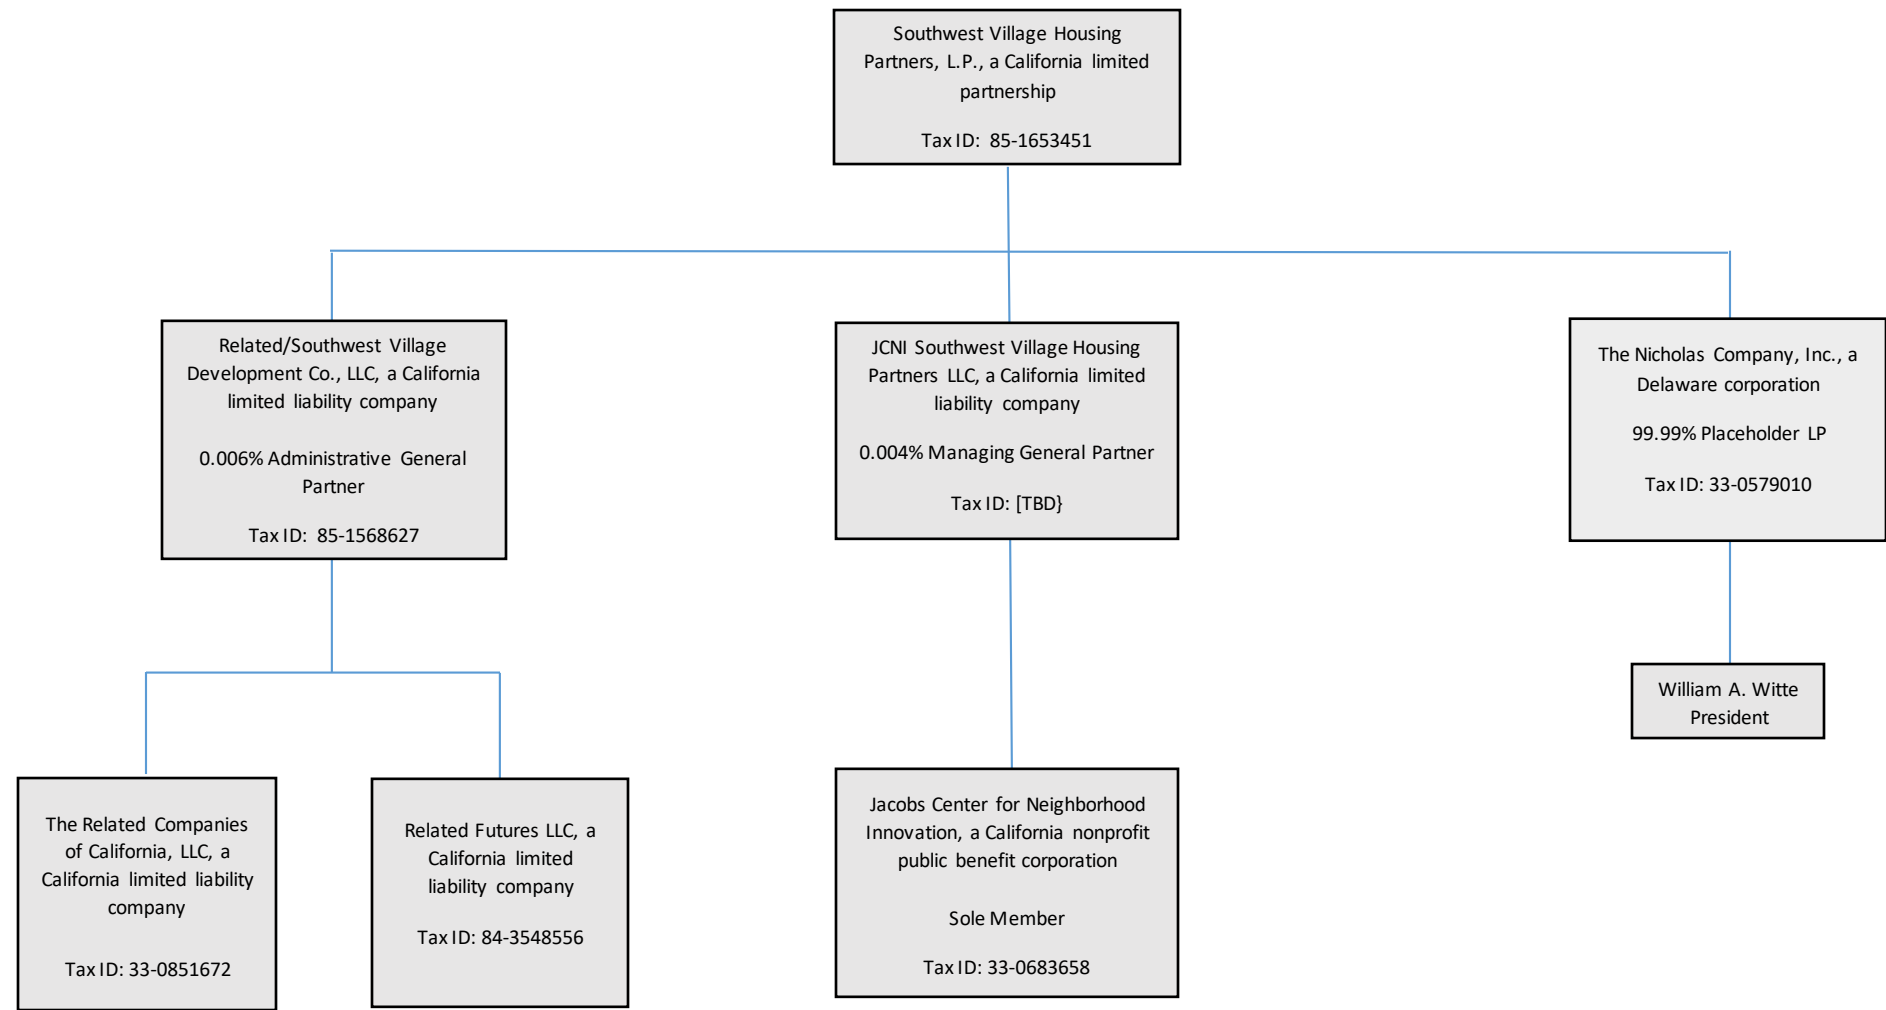 Southwest Village Housing
Partners, L.P., a California limited
partnership
Tax ID: 85-1653451
Related/Southwest Village
Development Co., LLC, a California
limited liability company
0.006% Administrative General
Partner
Tax ID: 85-1568627
JCNI Southwest Village Housing
Partners LLC, a California limited
liability company
0.004% Managing General Partner
Tax ID: [TBD}
The Nicholas Company, Inc., a
Delaware corporation
99.99% Placeholder LP
Tax ID: 33-0579010
William A. Witte
President
The Related Companies
of California, LLC, a
California limited liability
company
Tax ID: 33-0851672
Related Futures LLC, a
California limited
liability company
Tax ID: 84-3548556
Jacobs Center for Neighborhood
Innovation, a California nonprofit
public benefit corporation
Sole Member
Tax ID: 33-0683658